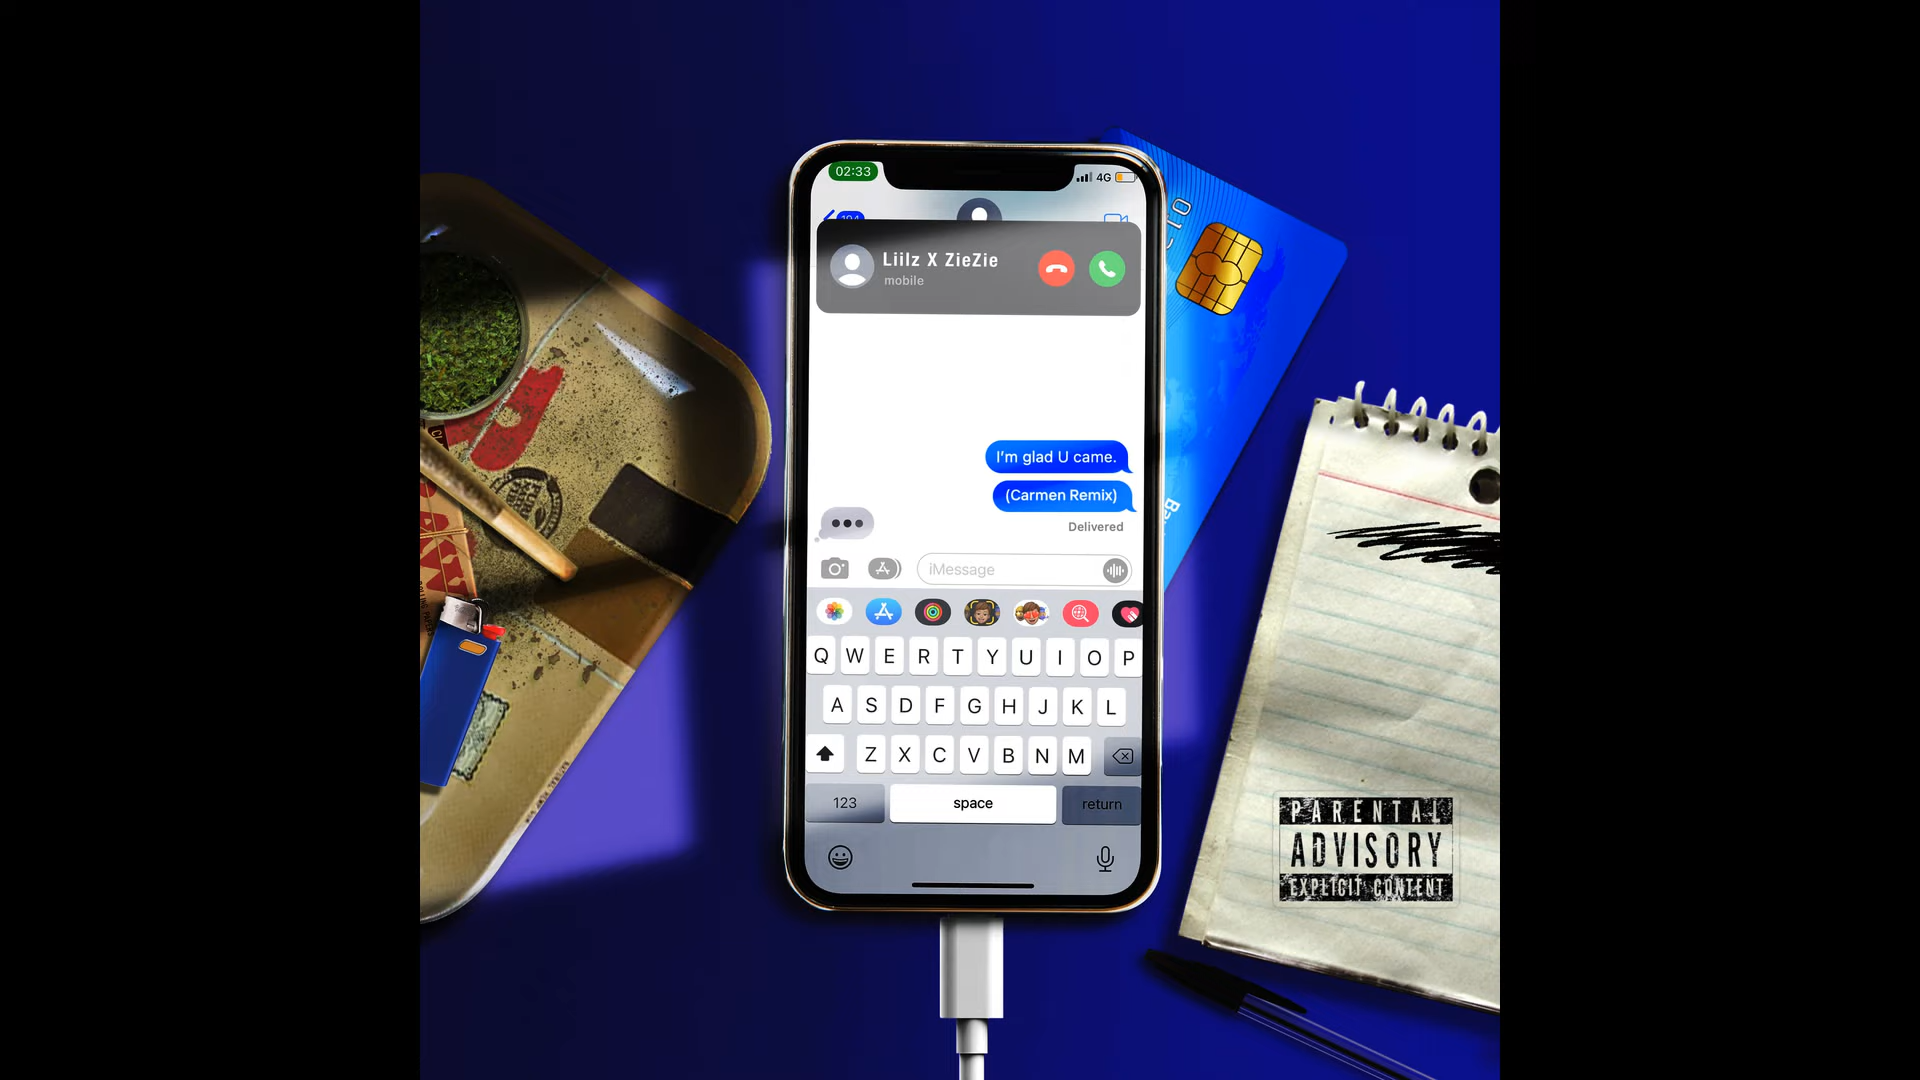 02:33
4G
194
Liilz X ZieZie
mobile
I'm glad U came.
(Carmen Remix)
Delivered
iMessage
Q W E R T Y U I O P
A S D F G H J K L
Z X C V B N M
123 space return
PARENTAL
ADVISORY
EXPLICIT CONTENT